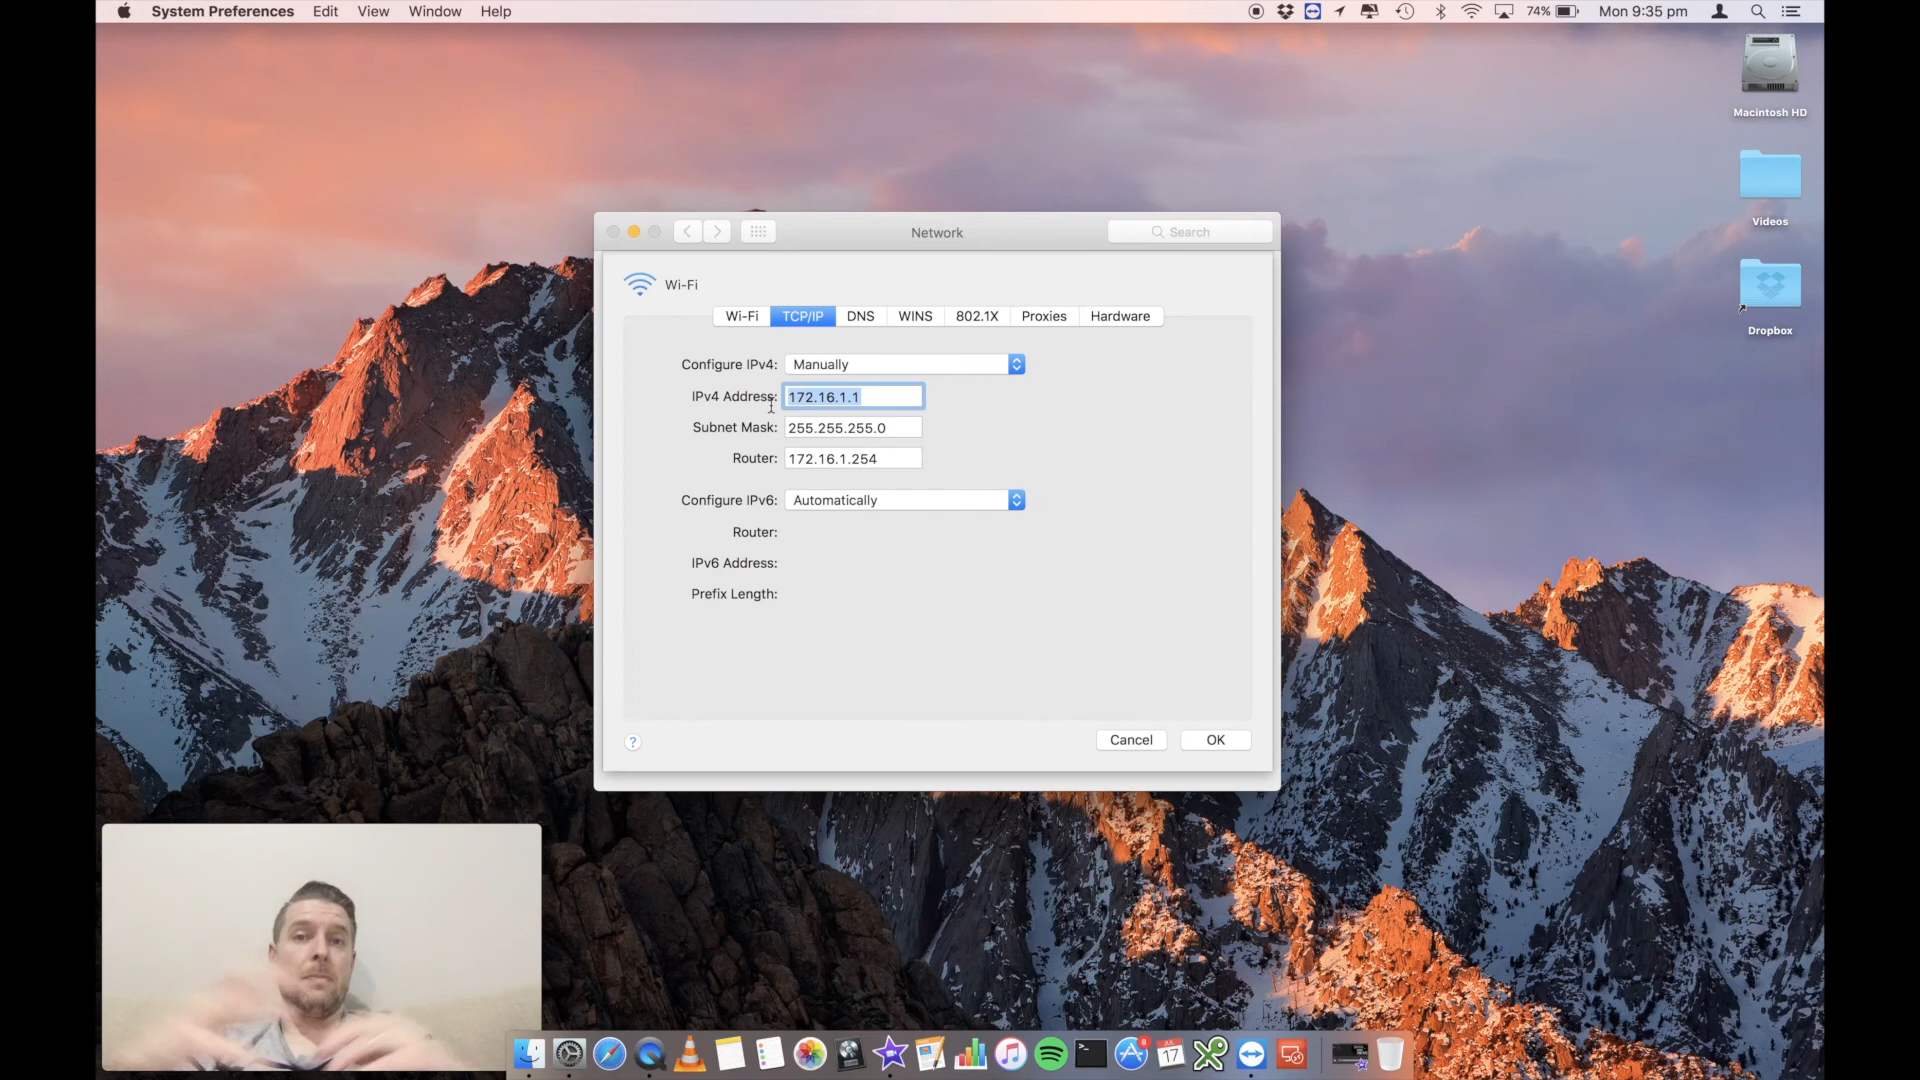 System Preferences Edit View Window Help 74% Mon 9:35 pm
Macintosh HD
Videos
Dropbox
Network
Search
Wi-Fi
Wi-Fi TCP/IP DNS WINS 802.1X Proxies Hardware
Configure IPv4: Manually
IPv4 Address: 172.16.1.1
Subnet Mask: 255.255.255.0
Router: 172.16.1.254
Configure IPv6: Automatically
Router:
IPv6 Address:
Prefix Length:
? Cancel OK
8
JUL
17